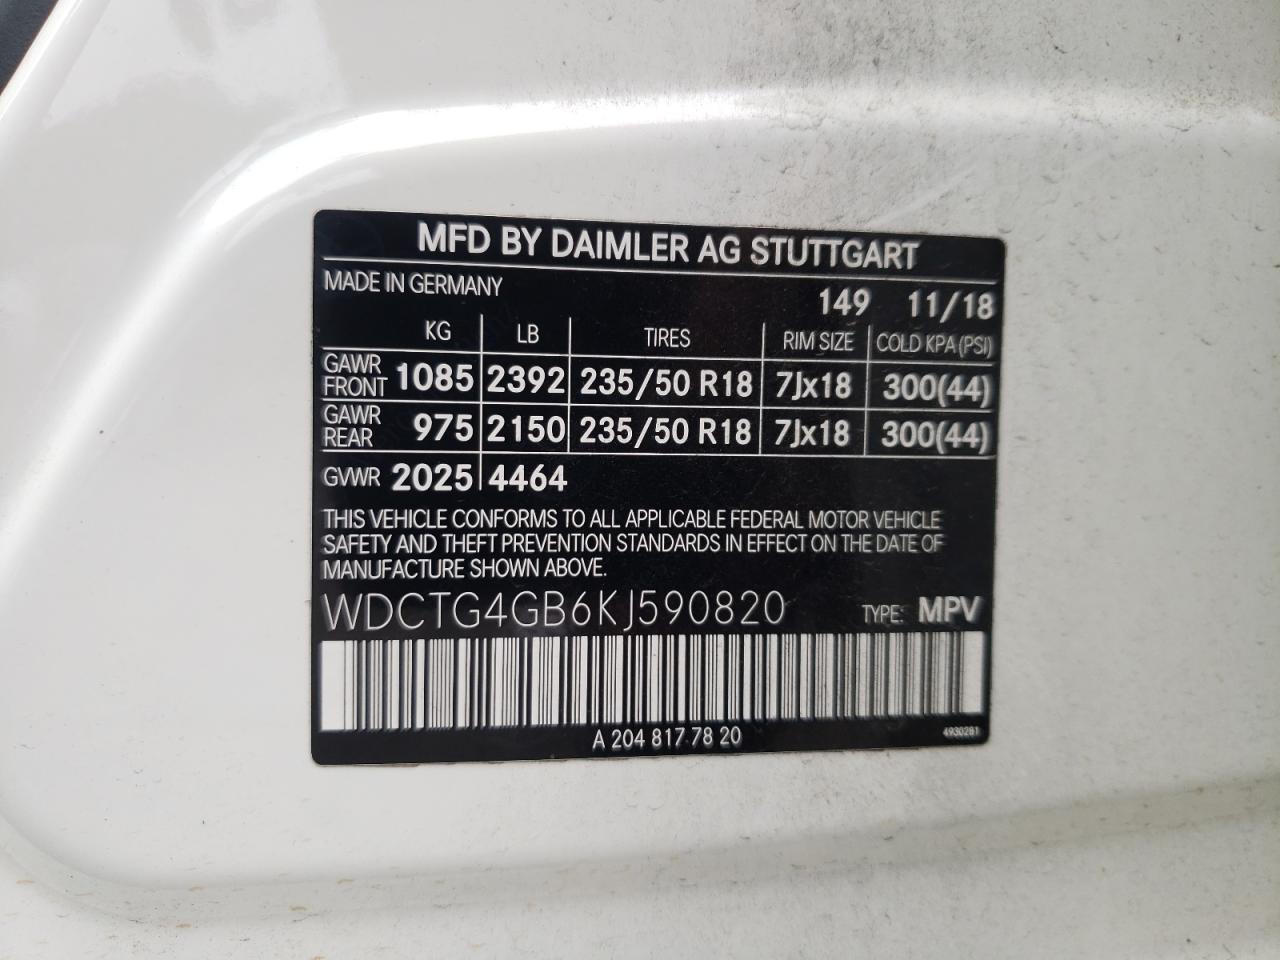 MFD BY DAIMLER AG STUTTGART
MADE IN GERMANY
149 11/18
KG LB TIRES RIM SIZE COLD KPA (PSI)
GAWR FRONT 1085 2392 235/50 R18 7Jx18 300(44)
GAWR REAR 975 2150 235/50 R18 7Jx18 300(44)
GVWR 2025 4464
THIS VEHICLE CONFORMS TO ALL APPLICABLE FEDERAL MOTOR VEHICLE
SAFETY AND THEFT PREVENTION STANDARDS IN EFFECT ON THE DATE OF
MANUFACTURE SHOWN ABOVE.
WDCTG4GB6KJ590820 TYPE: MPV
A 204 817 78 20
4930281